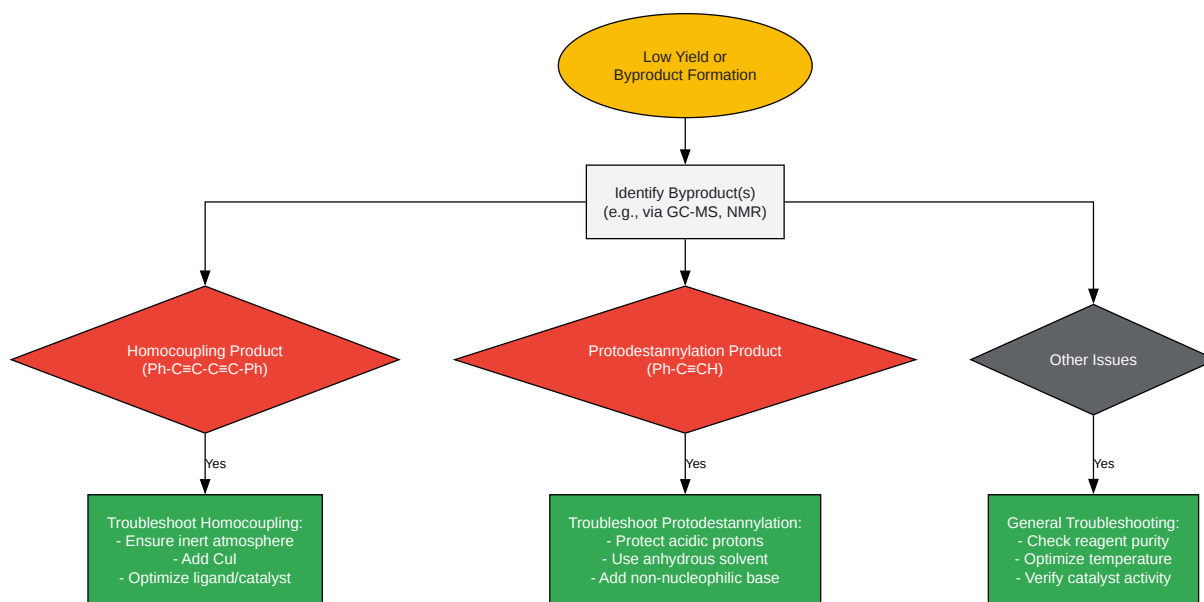 Low Yield or
Byproduct Formation
Identify Byproduct(s)
(e.g., via GC-MS, NMR)
Homocoupling Product
(Ph-C≡C-C≡C-Ph)
Protodestannylation Product
(Ph-C≡CH)
Other Issues
Yes
Yes
Yes
Troubleshoot Homocoupling:
- Ensure inert atmosphere
- Add CuI
- Optimize ligand/catalyst
Troubleshoot Protodestannylation:
- Protect acidic protons
- Use anhydrous solvent
- Add non-nucleophilic base
General Troubleshooting:
- Check reagent purity
- Optimize temperature
- Verify catalyst activity